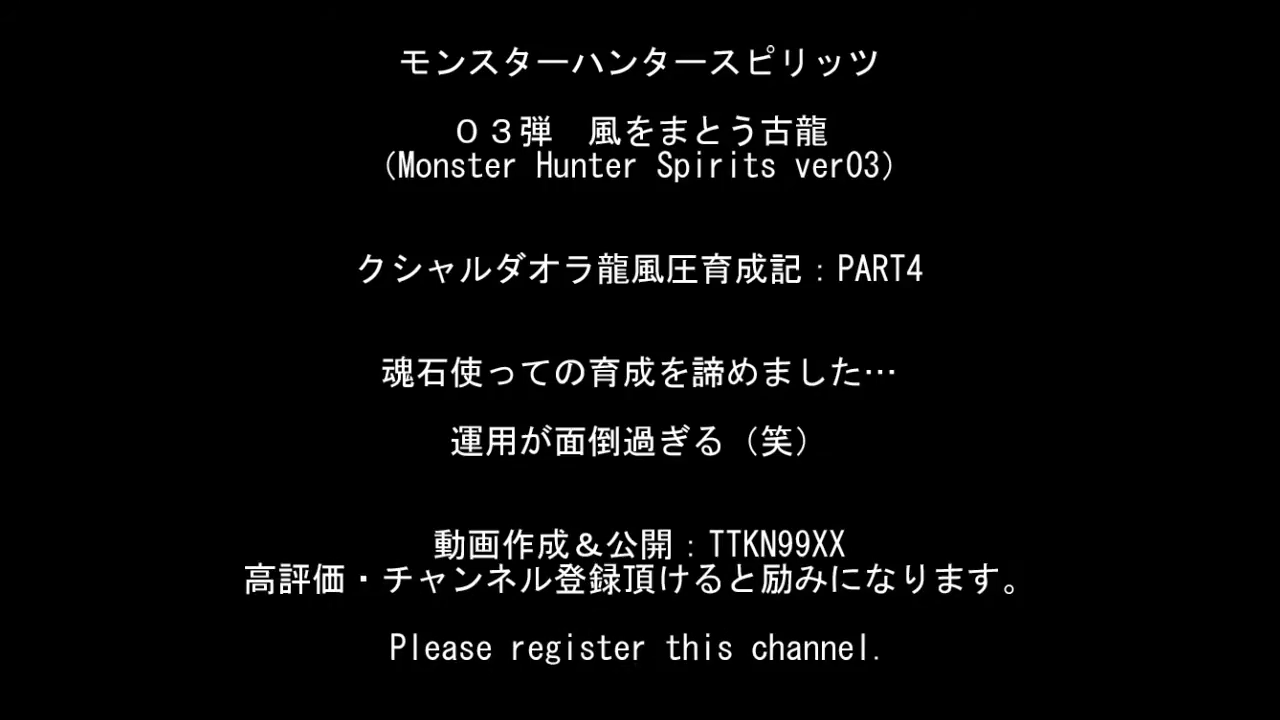 モンスターハンタースピリッツ
０３弾　風をまとう古龍
(Monster Hunter Spirits ver03)
クシャルダオラ龍風圧育成記：PART4
魂石使っての育成を諦めました…
運用が面倒過ぎる（笑）
動画作成＆公開：TTKN99XX
高評価・チャンネル登録頂けると励みになります。
Please register this channel.